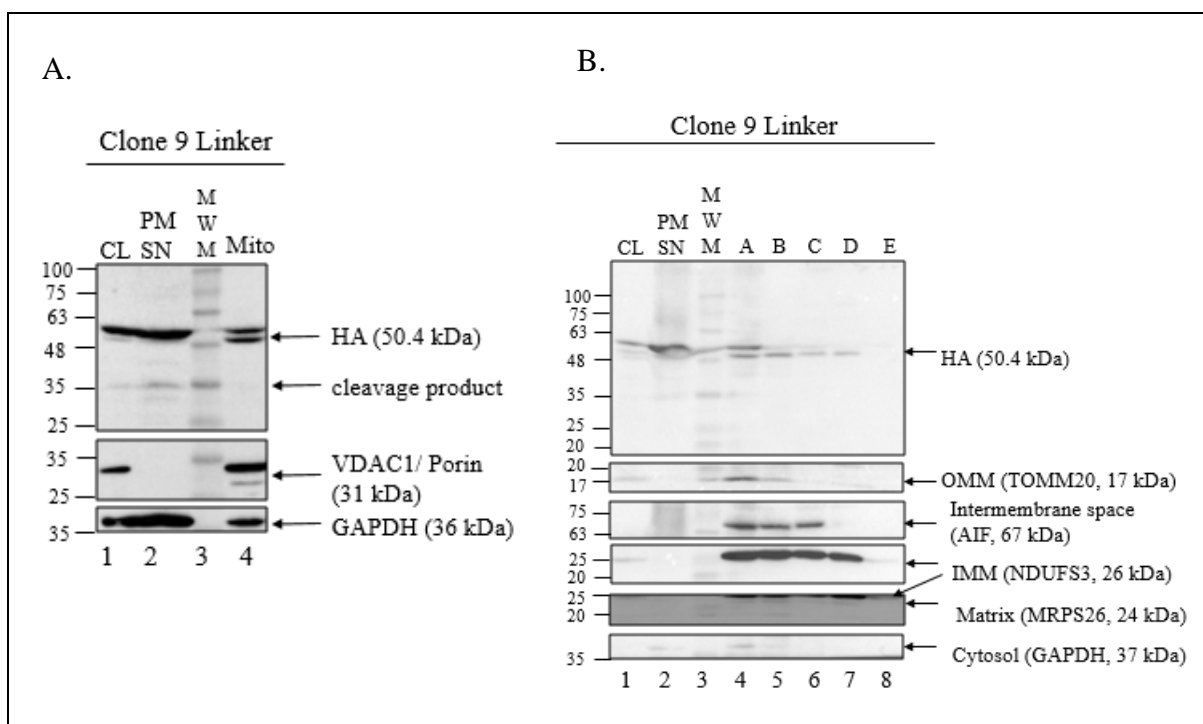 A.
Clone 9 Linker
CL PM SN MWM Mito
100
75
63
48
35
25
HA (50.4 kDa)
cleavage product
35
25
VDAC1/ Porin
(31 kDa)
35
GAPDH (36 kDa)
1 2 3 4
B.
Clone 9 Linker
CL PM SN MWM A B C D E
100
75
63
48
35
25
20
HA (50.4 kDa)
20
17
OMM (TOMM20, 17 kDa)
75
63
Intermembrane space
(AIF, 67 kDa)
25
20
IMM (NDUFS3, 26 kDa)
25
20
Matrix (MRPS26, 24 kDa)
35
Cytosol (GAPDH, 37 kDa)
1 2 3 4 5 6 7 8